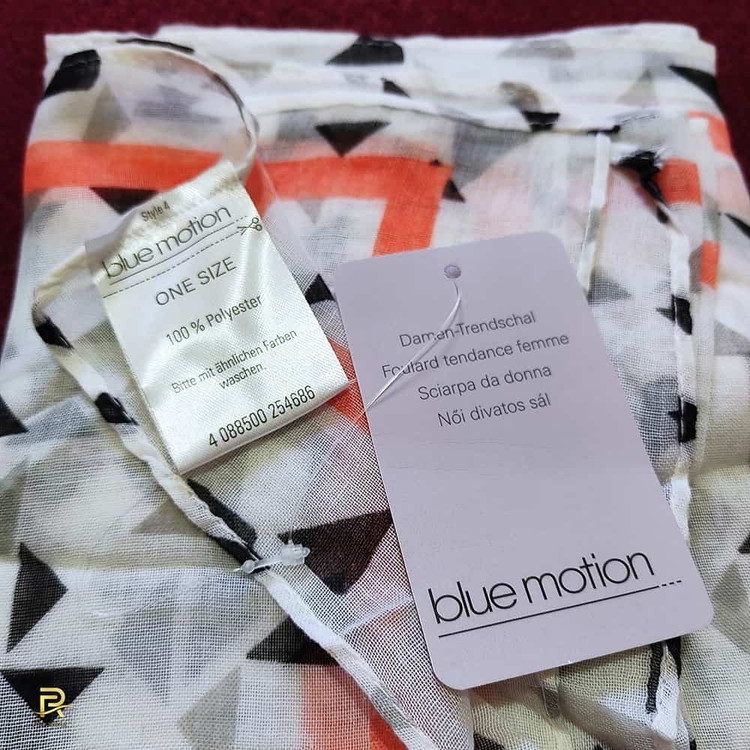 Style 4
blue motion
ONE SIZE
100 % Polyester
Bitte mit ähnlichen Farben
waschen.
4 088500 254686
Damen-Trendschal
Foulard tendance femme
Sciarpa da donna
Női divatos sál
blue motion